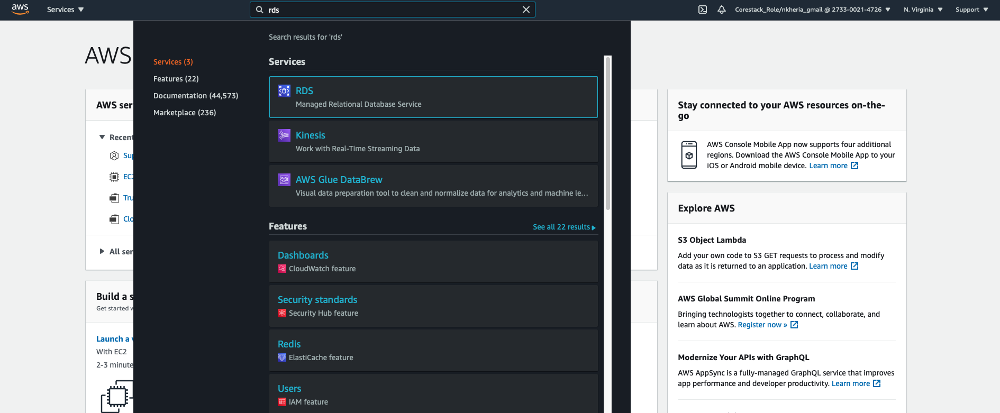 aws
Services
rds
Corestack_Role/nkheria_gmail @ 2733-0021-4726
N. Virginia
Support
AWS
Search results for 'rds'
Services (3)
Features (22)
Documentation (44,573)
Marketplace (236)
Services
RDS
Managed Relational Database Service
Kinesis
Work with Real-Time Streaming Data
AWS Glue DataBrew
Visual data preparation tool to clean and normalize data for analytics and machine le...
Features
See all 22 results
Dashboards
CloudWatch feature
Security standards
Security Hub feature
Redis
ElastiCache feature
Users
IAM feature
AWS ser
Recent
Sup
EC2
Tru
Clo
All ser
Build a s
Get started w
Launch a v
With EC2
2-3 minute
Stay connected to your AWS resources on-the-
go
AWS Console Mobile App now supports four additional
regions. Download the AWS Console Mobile App to your
iOS or Android mobile device. Learn more
Explore AWS
S3 Object Lambda
Add your own code to S3 GET requests to process and modify
data as it is returned to an application. Learn more
AWS Global Summit Online Program
Bringing technologists together to connect, collaborate, and
learn about AWS. Register now »
Modernize Your APIs with GraphQL
AWS AppSync is a fully-managed GraphQL service that improves
app performance and developer productivity. Learn more